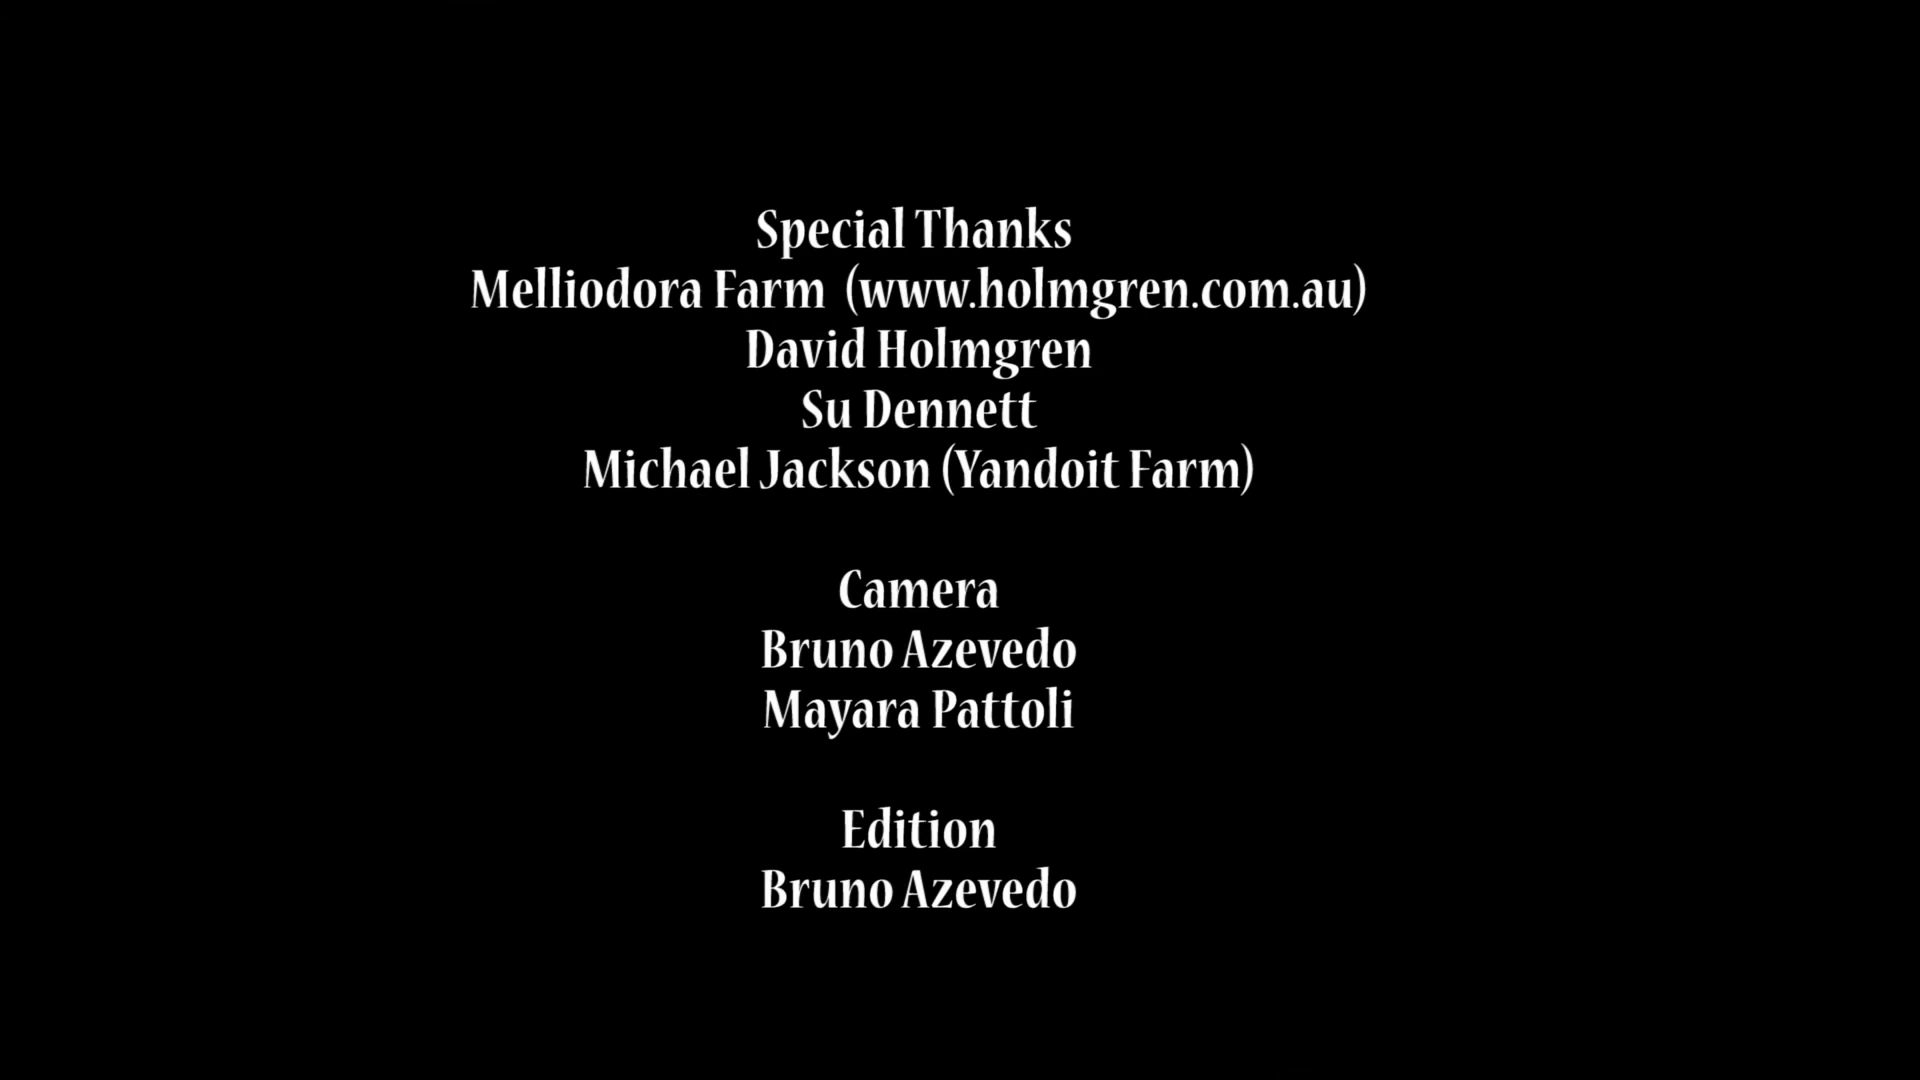 Special Thanks
Melliodora Farm (www.holmgren.com.au)
David Holmgren
Su Dennett
Michael Jackson (Yandoit Farm)
Camera
Bruno Azevedo
Mayara Pattoli
Edition
Bruno Azevedo